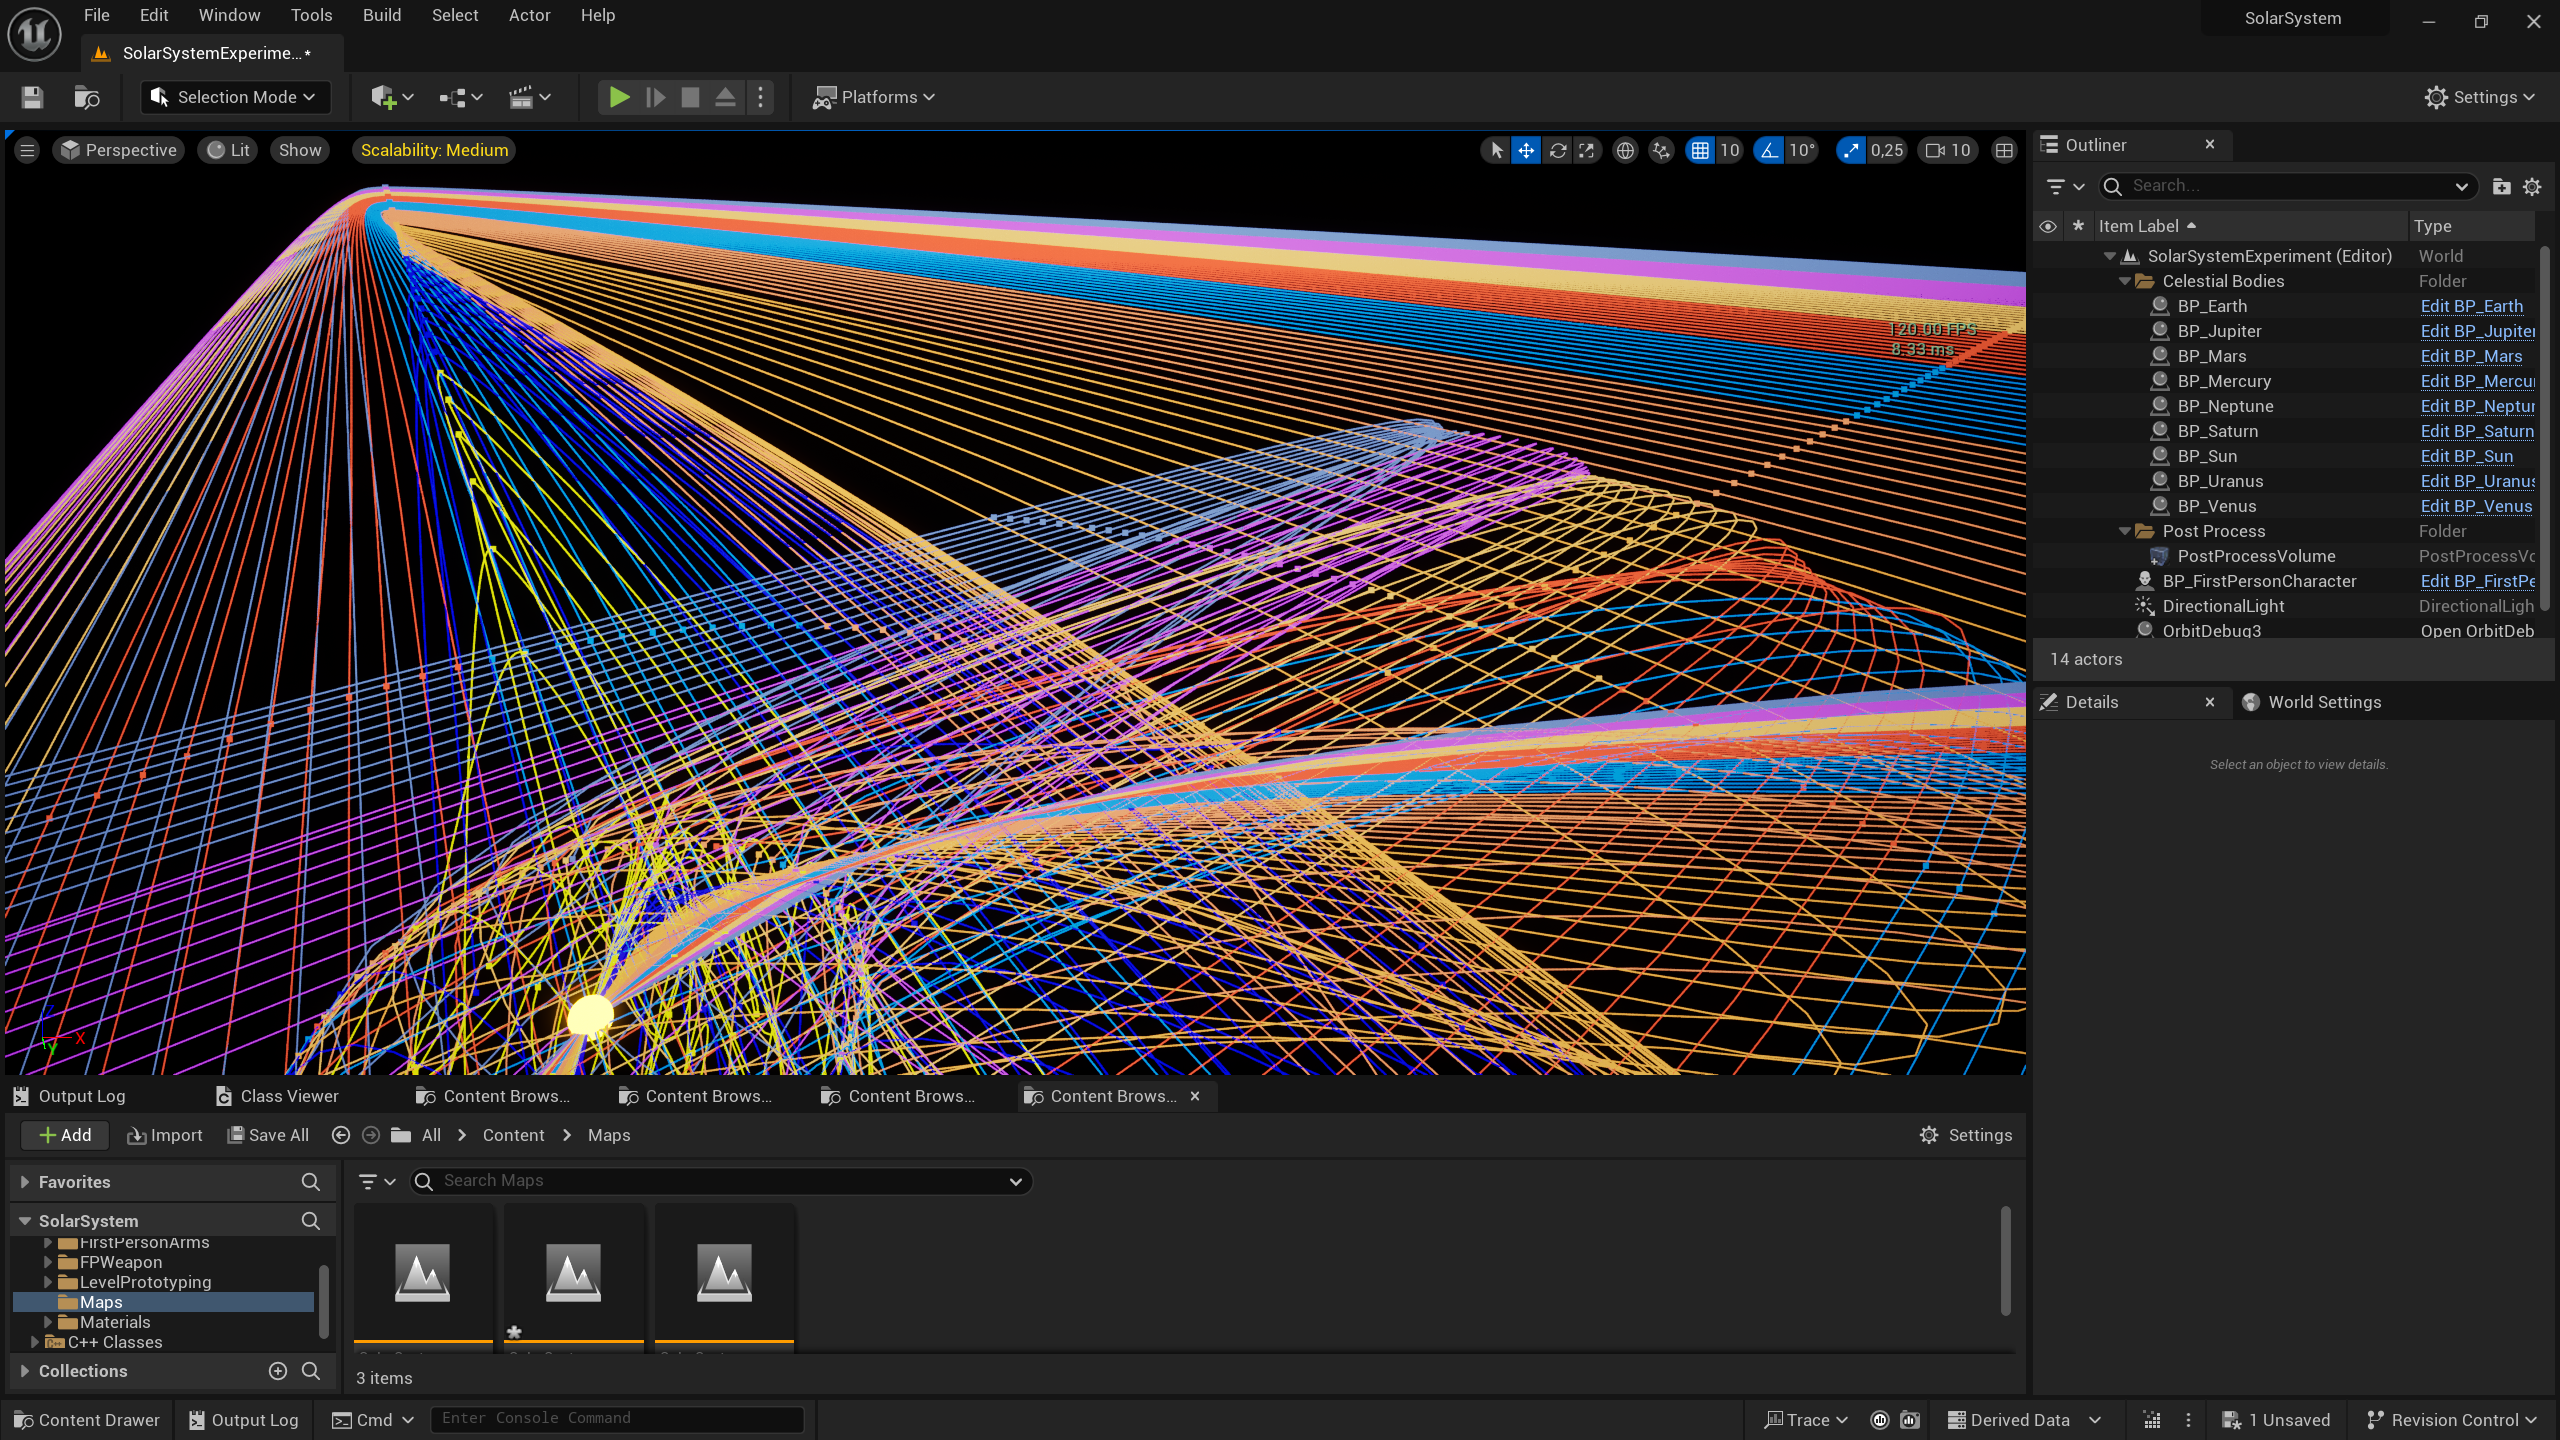 File Edit Window Tools Build Select Actor Help
SolarSystem
SolarSystemExperime...*
Selection Mode
Platforms
Settings
Perspective Lit Show Scalability: Medium
10 10° 0,25 10
120.00 FPS
8.33 ms
X
Y
Outliner
Search...
Item Label Type
SolarSystemExperiment (Editor) World
Celestial Bodies Folder
BP_Earth Edit BP_Earth
BP_Jupiter Edit BP_Jupiter
BP_Mars Edit BP_Mars
BP_Mercury Edit BP_Mercur
BP_Neptune Edit BP_Neptun
BP_Saturn Edit BP_Saturn
BP_Sun Edit BP_Sun
BP_Uranus Edit BP_Uranus
BP_Venus Edit BP_Venus
Post Process Folder
PostProcessVolume PostProcessVo
BP_FirstPersonCharacter Edit BP_FirstPe
DirectionalLight DirectionalLigh
OrbitDebug3 Open OrbitDeb
14 actors
Details World Settings
Select an object to view details.
Output Log Class Viewer Content Brows... Content Brows... Content Brows... Content Brows...
Add Import Save All All Content Maps Settings
Favorites
Search Maps
SolarSystem
FirstPersonArms
FPWeapon
LevelPrototyping
Maps
Materials
C++ Classes
Collections
3 items
Content Drawer Output Log Cmd Enter Console Command Trace Derived Data 1 Unsaved Revision Control